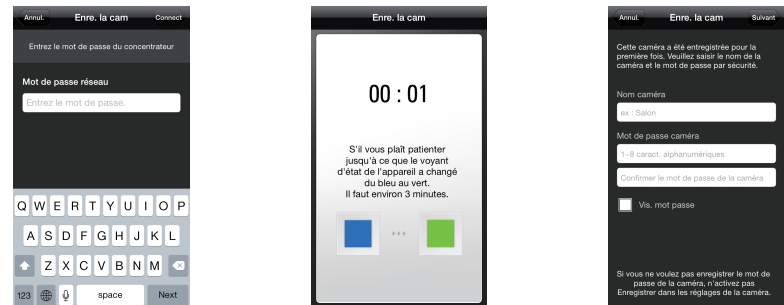 Annul. Enre. la cam Connect
Entrez le mot de passe du concentrateur
Mot de passe réseau
Entrez le mot de passe.
Q W E R T Y U I O P
A S D F G H J K L
Z X C V B N M
123 space Next
Enre. la cam
00 : 01
S'il vous plaît patienter
jusqu'à ce que le voyant
d'état de l'appareil a changé
du bleu au vert.
Il faut environ 3 minutes.
Annul. Enre. la cam Suivant
Cette caméra a été entregistrée pour la
première fois. Veuillez saisir le nom de la
caméra et le mot de passe par sécurité.
Nom caméra
ex : Salon
Mot de passe caméra
1~8 caract. alphanumériques
Confirmer le mot de passe de la caméra
Vis. mot passe
Si vous ne voulez pas enregistrer le mot de
passe de la caméra, n'activez pas
Enregistrer dans les réglages de la caméra.